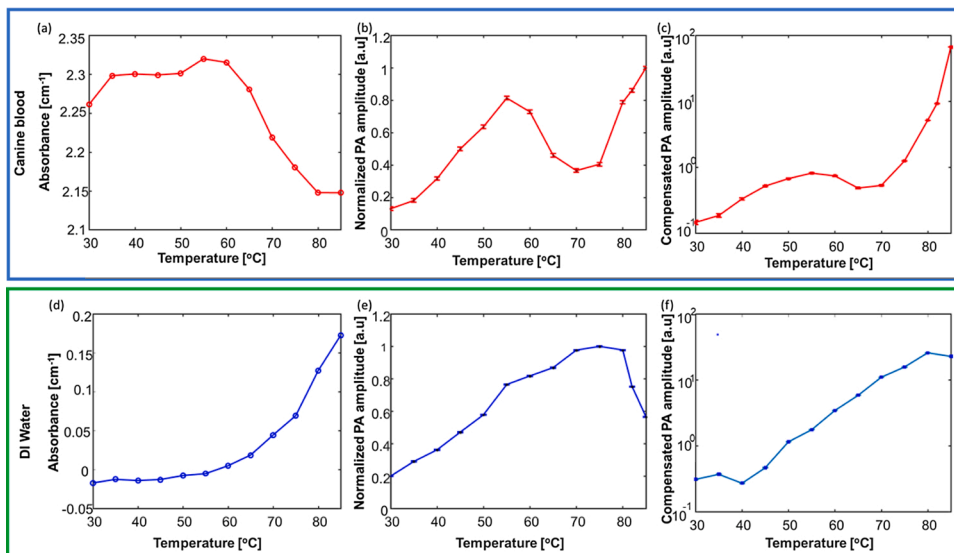 Canine blood
(a)
Absorbance [cm⁻¹]
2.35
2.3
2.25
2.2
2.15
2.1
30 40 50 60 70 80
Temperature [ºC]
(b)
Normalized PA amplitude [a.u]
1.2
1
0.8
0.6
0.4
0.2
0
30 40 50 60 70 80
Temperature [ºC]
(c)
Compensated PA amplitude [a.u]
10²
10¹
10⁰
10⁻¹
30 40 50 60 70 80
Temperature [ºC]
DI Water
(d)
Absorbance [cm⁻¹]
0.2
0.15
0.1
0.05
0
-0.05
30 40 50 60 70 80
Temperature [ºC]
(e)
Normalized PA amplitude [a.u]
1.2
1
0.8
0.6
0.4
0.2
0
30 40 50 60 70 80
Temperature [ºC]
(f)
Compensated PA amplitude [a.u]
10²
10¹
10⁰
10⁻¹
30 40 50 60 70 80
Temperature [ºC]